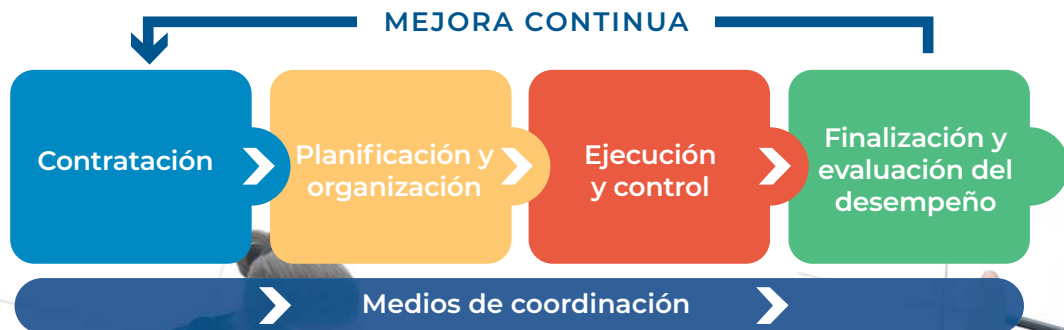 MEJORA CONTINUA
Contratación
Planificación y
organización
Ejecución
y control
Finalización y
evaluación del
desempeño
Medios de coordinación